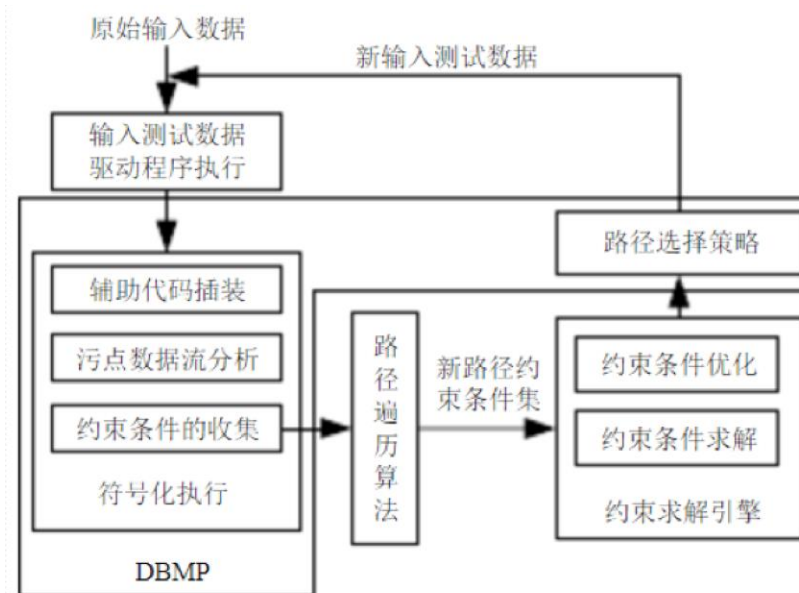 原始输入数据
新输入测试数据
输入测试数据
驱动程序执行
路径选择策略
辅助代码插装
污点数据流分析
约束条件的收集
符号化执行
DBMP
路径遍历算法
新路径约
束条件集
约束条件优化
约束条件求解
约束求解引擎